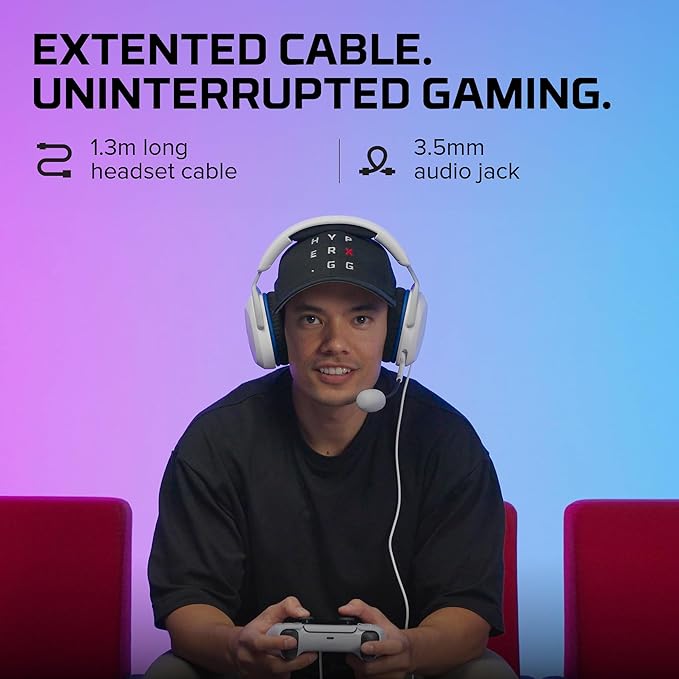 EXTENTED CABLE.
UNINTERRUPTED GAMING.
1.3m long
headset cable
3.5mm
audio jack
HYP
ERX
.GG